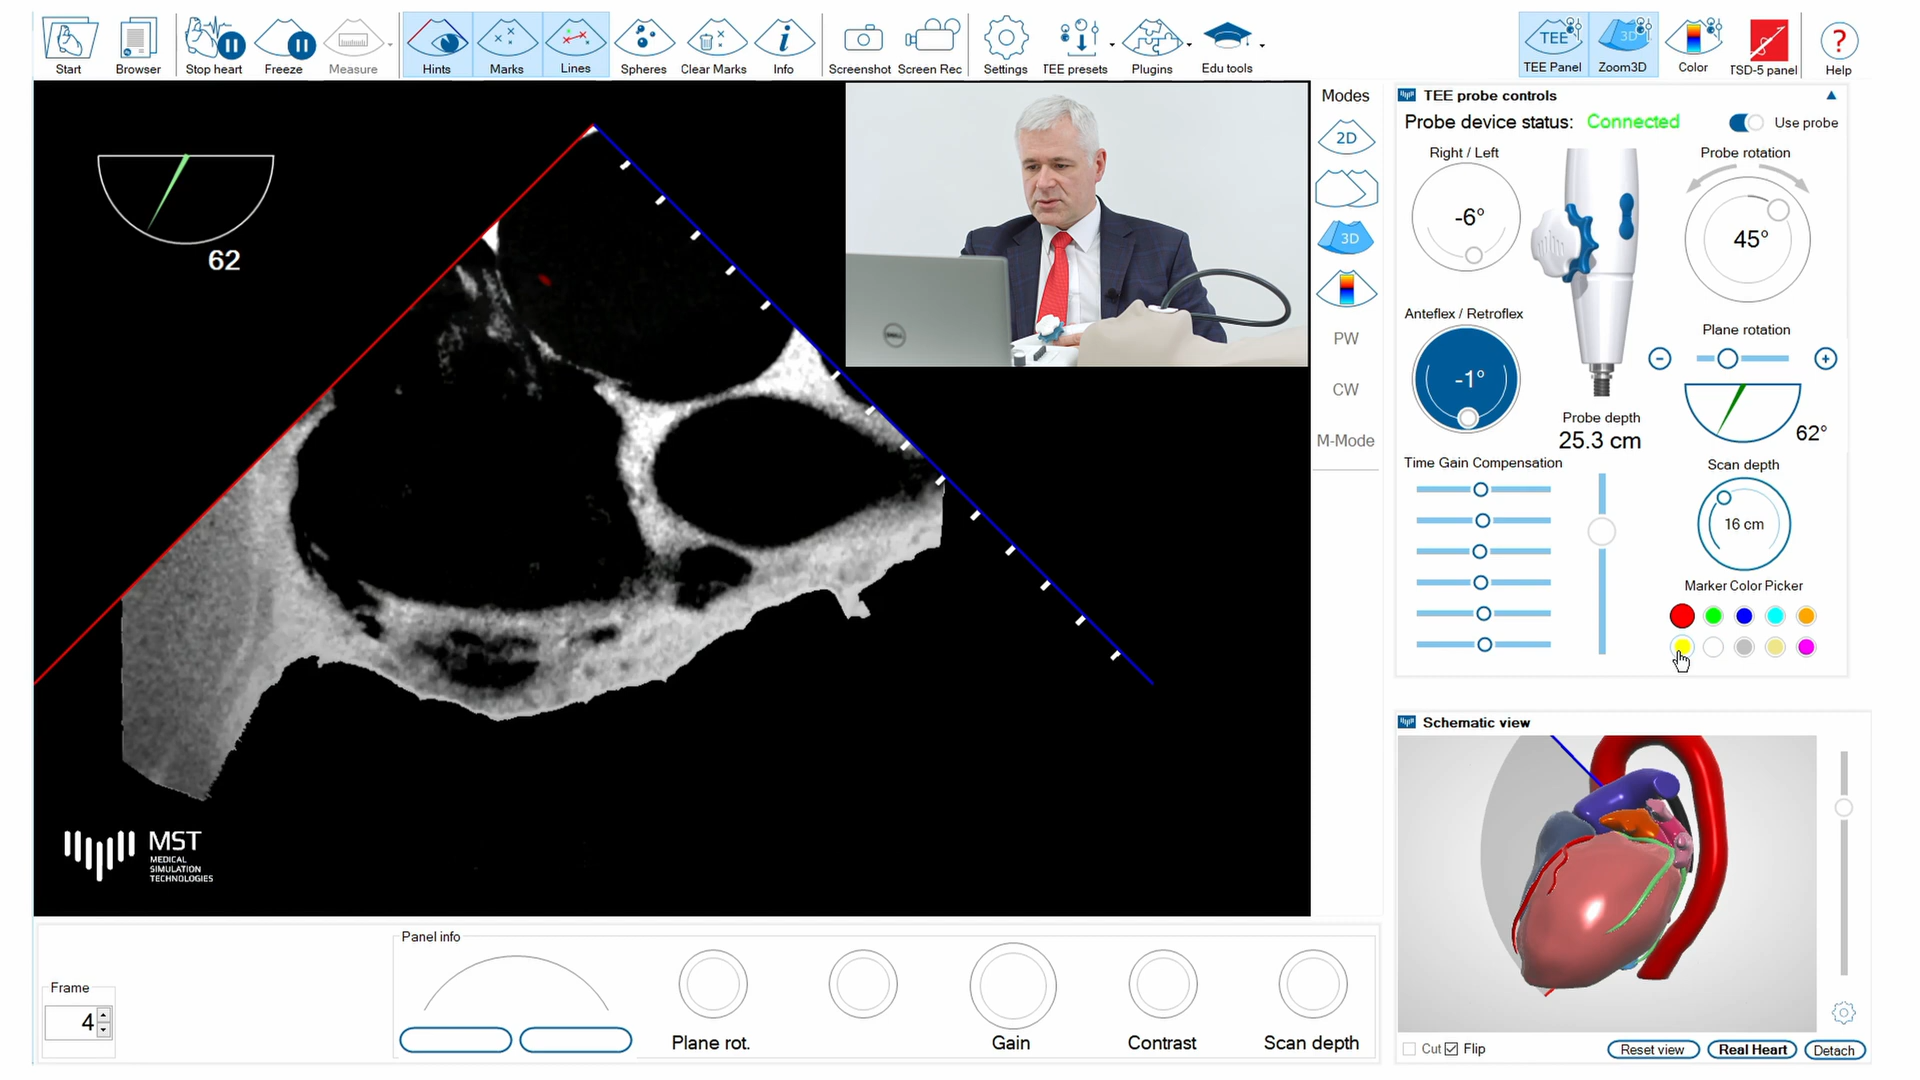 Start
Browser
Stop heart
Freeze
Measure
Hints
Marks
Lines
Spheres
Clear Marks
Info
Screenshot
Screen Rec
Settings
TEE presets
Plugins
Edu tools
TEE
TEE Panel
3D
Zoom3D
Color
TSD-5 panel
?
Help
62
MST
MEDICAL
SIMULATION
TECHNOLOGIES
DELL
Modes
2D
3D
PW
CW
M-Mode
TEE probe controls
Probe device status: Connected
Use probe
Right / Left
-6°
Probe rotation
45°
Anteflex / Retroflex
-1°
Plane rotation
62°
Probe depth
25.3 cm
Time Gain Compensation
Scan depth
16 cm
Marker Color Picker
Schematic view
Cut
Flip
Reset view
Real Heart
Detach
Frame
4
Panel info
Plane rot.
Gain
Contrast
Scan depth